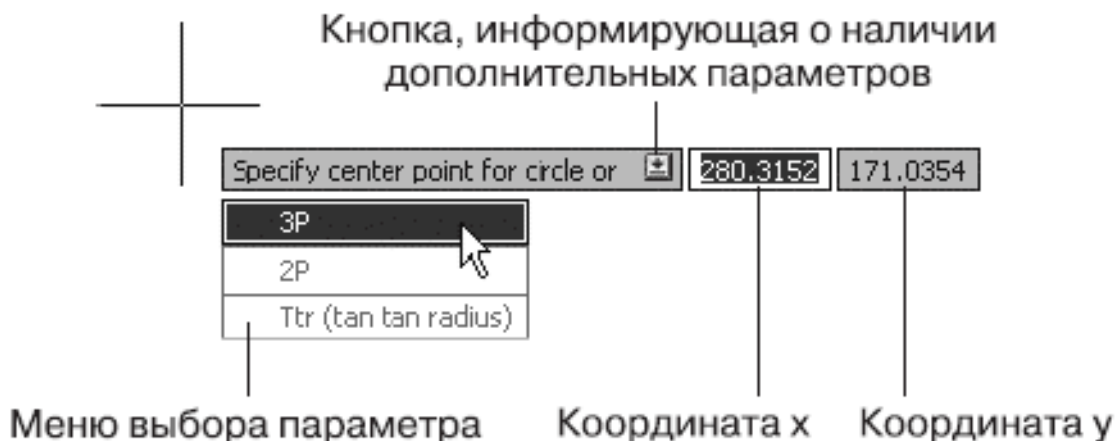 Кнопка, информирующая о наличии
дополнительных параметров
Specify center point for circle or 280.3152 171.0354
3P
2P
Ttr (tan tan radius)
Меню выбора параметра Координата x Координата y